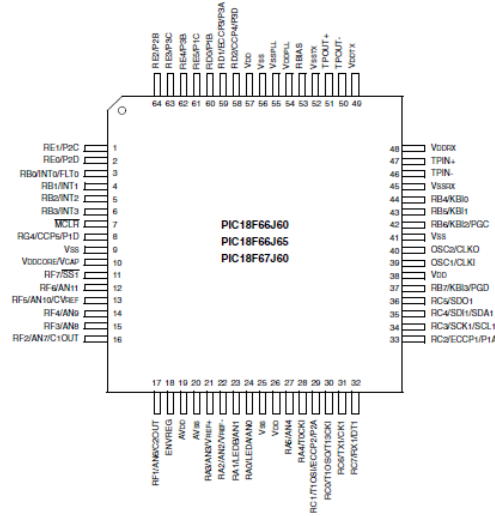 RE2/P2B
RE3/P3C
RE4/P3B
RE5/P1C
RD0/P1B
RD1/ECCP3/P3A
RD2/CCP4/P3D
VDD
VSS
VSSPLL
VDDPLL
RBIAS
VSSTX
TPOUT+
TPOUT-
VDDTX
64 63 62 61 60 59 58 57 56 55 54 53 52 51 50 49
RE1/P2C 1
RE0/P2D 2
RB0/INT0/FLT0 3
RB1/INT1 4
RB2/INT2 5
RB3/INT3 6
MCLR 7
RG4/CCP5/P1D 8
VSS 9
VDDCORE/VCAP 10
RF7/SS1 11
RF6/AN11 12
RF5/AN10/CVREF 13
RF4/AN9 14
RF3/AN8 15
RF2/AN7/C1OUT 16
PIC18F66J60
PIC18F66J65
PIC18F67J60
48 VDDRX
47 TPIN+
46 TPIN-
45 VSSRX
44 RB4/KBI0
43 RB5/KBI1
42 RB6/KBI2/PGC
41 VSS
40 OSC2/CLKO
39 OSC1/CLKI
38 VDD
37 RB7/KBI3/PGD
36 RC5/SDO1
35 RC4/SDI1/SDA1
34 RC3/SCK1/SCL1
33 RC2/ECCP1/P1A
17 18 19 20 21 22 23 24 25 26 27 28 29 30 31 32
RF1/AN6/C2OUT
ENVREG
AVDD
AVSS
RA3/AN3/VREF+
RA2/AN2/VREF-
RA1/LEDB/AN1
RA0/LEDA/AN0
VSS
VDD
RA5/AN4
RA4/T0CKI
RC1/T1OSI/ECCP2/P2A
RC0/T1OSO/T13CKI
RC6/TX1/CK1
RC7/RX1/DT1